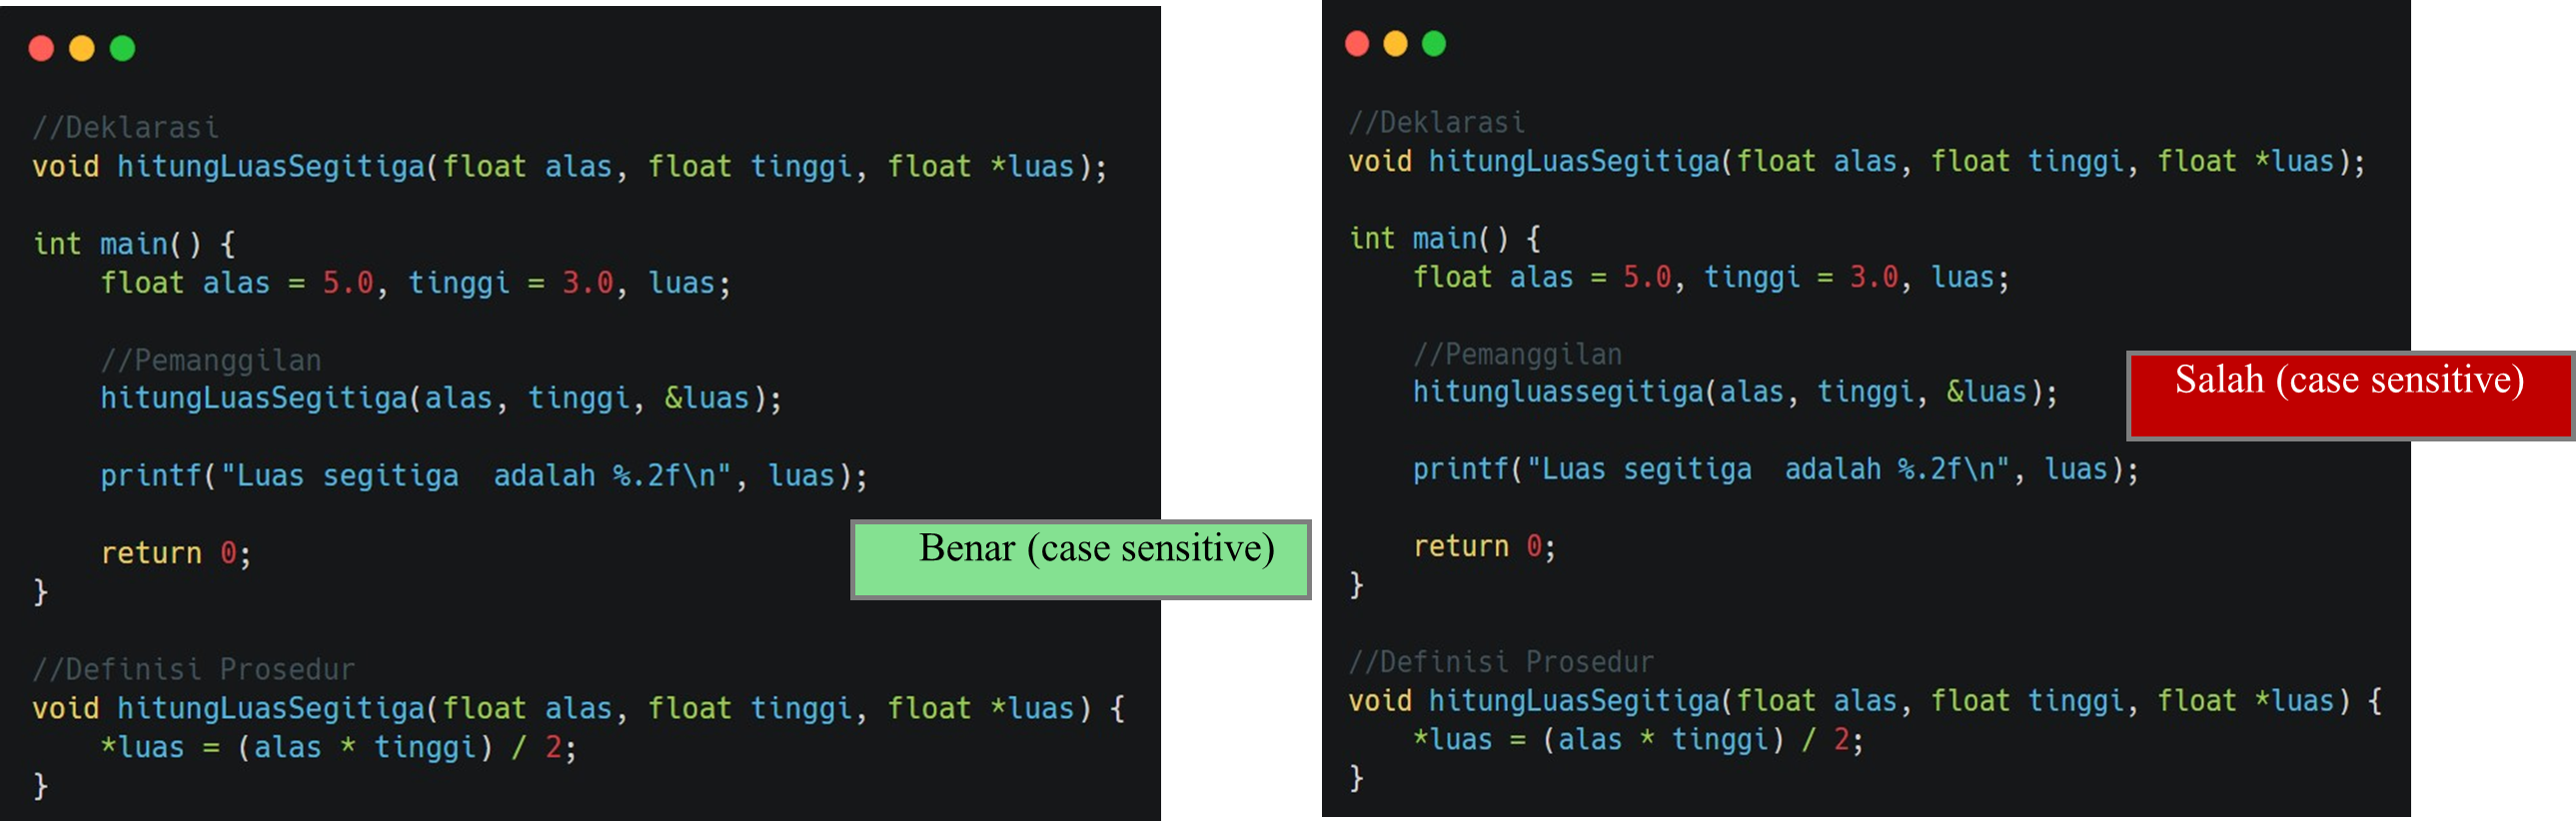 //Deklarasi
void hitungLuasSegitiga(float alas, float tinggi, float *luas);
int main() {
    float alas = 5.0, tinggi = 3.0, luas;
    //Pemanggilan
    hitungLuasSegitiga(alas, tinggi, &luas);
    printf("Luas segitiga  adalah %.2f\n", luas);
    return 0;
}
//Definisi Prosedur
void hitungLuasSegitiga(float alas, float tinggi, float *luas) {
    *luas = (alas * tinggi) / 2;
}
Benar (case sensitive)
//Deklarasi
void hitungLuasSegitiga(float alas, float tinggi, float *luas);
int main() {
    float alas = 5.0, tinggi = 3.0, luas;
    //Pemanggilan
    hitungluassegitiga(alas, tinggi, &luas);
    printf("Luas segitiga  adalah %.2f\n", luas);
    return 0;
}
//Definisi Prosedur
void hitungLuasSegitiga(float alas, float tinggi, float *luas) {
    *luas = (alas * tinggi) / 2;
}
Salah (case sensitive)